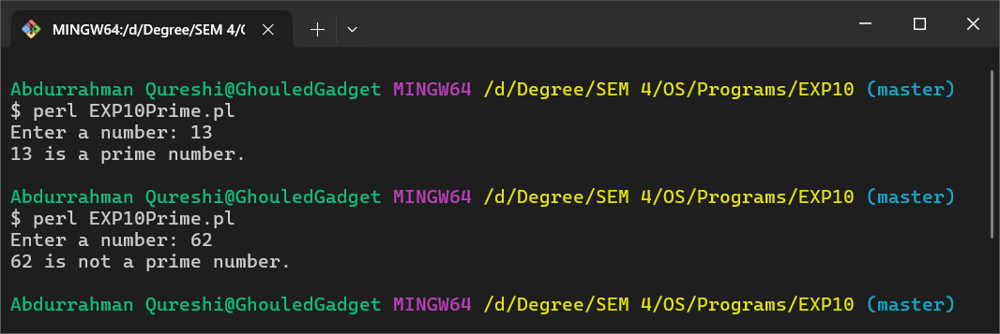 MINGW64:/d/Degree/SEM 4/
Abdurrahman Qureshi@GhouledGadget MINGW64 /d/Degree/SEM 4/OS/Programs/EXP10 (master)
$ perl EXP10Prime.pl
Enter a number: 13
13 is a prime number.
Abdurrahman Qureshi@GhouledGadget MINGW64 /d/Degree/SEM 4/OS/Programs/EXP10 (master)
$ perl EXP10Prime.pl
Enter a number: 62
62 is not a prime number.
Abdurrahman Qureshi@GhouledGadget MINGW64 /d/Degree/SEM 4/OS/Programs/EXP10 (master)